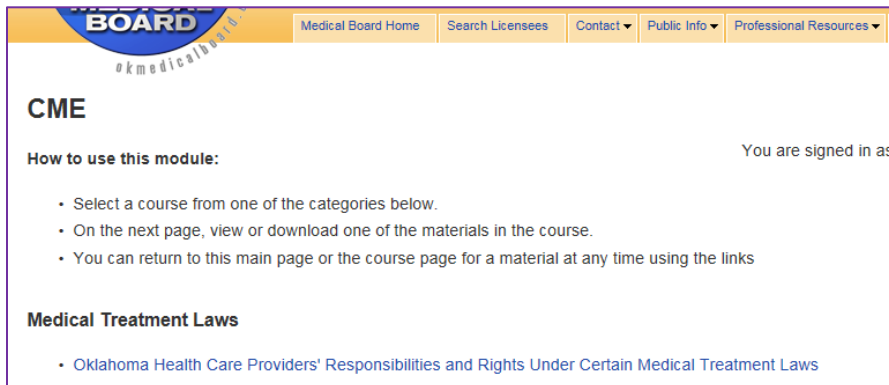 BOARD
okmedicalboard.
Medical Board Home Search Licensees Contact Public Info Professional Resources
CME
How to use this module:
You are signed in as
• Select a course from one of the categories below.
• On the next page, view or download one of the materials in the course.
• You can return to this main page or the course page for a material at any time using the links
Medical Treatment Laws
• Oklahoma Health Care Providers' Responsibilities and Rights Under Certain Medical Treatment Laws